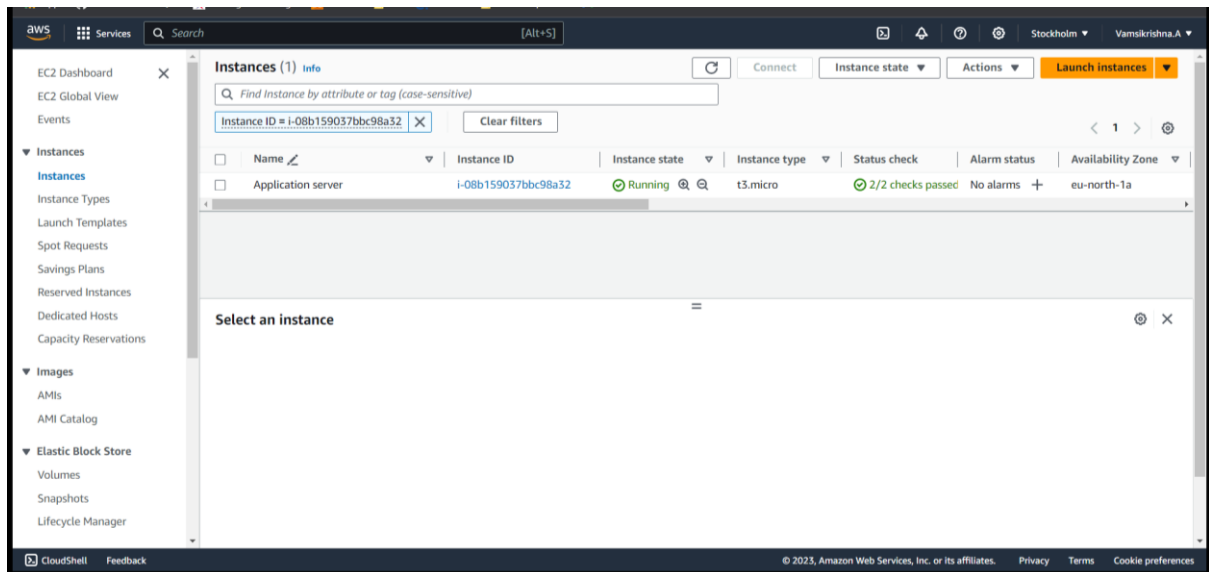 aws Services Search [Alt+S] Stockholm Vamsikrishna.A
EC2 Dashboard
EC2 Global View
Events
Instances
Instances
Instance Types
Launch Templates
Spot Requests
Savings Plans
Reserved Instances
Dedicated Hosts
Capacity Reservations
Images
AMIs
AMI Catalog
Elastic Block Store
Volumes
Snapshots
Lifecycle Manager
Instances (1) Info Connect Instance state Actions Launch instances
Find Instance by attribute or tag (case-sensitive)
Instance ID = i-08b159037bbc98a32 Clear filters 1
Name Instance ID Instance state Instance type Status check Alarm status Availability Zone
Application server i-08b159037bbc98a32 Running t3.micro 2/2 checks passed No alarms eu-north-1a
Select an instance
CloudShell Feedback © 2023, Amazon Web Services, Inc. or its affiliates. Privacy Terms Cookie preferences